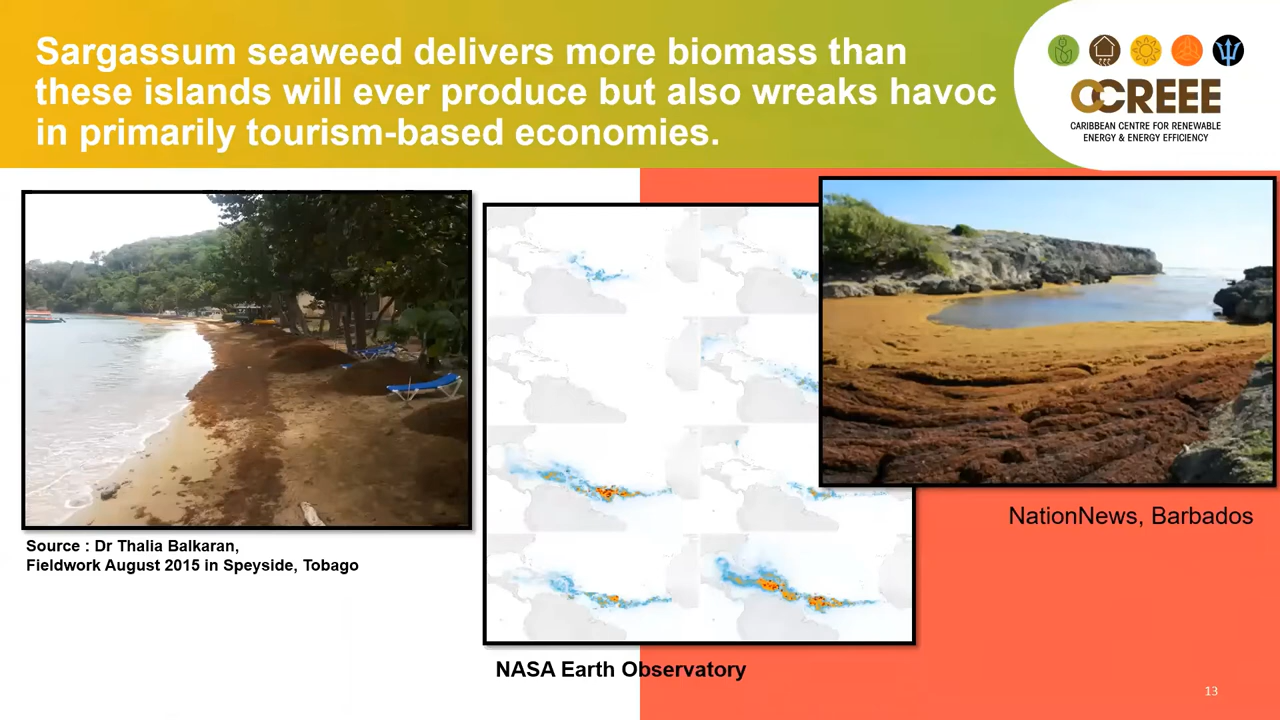 Sargassum seaweed delivers more biomass than
these islands will ever produce but also wreaks havoc
in primarily tourism-based economies.
CCREEE
CARIBBEAN CENTRE FOR RENEWABLE
ENERGY & ENERGY EFFICIENCY
Source : Dr Thalia Balkaran,
Fieldwork August 2015 in Speyside, Tobago
NASA Earth Observatory
NationNews, Barbados
13